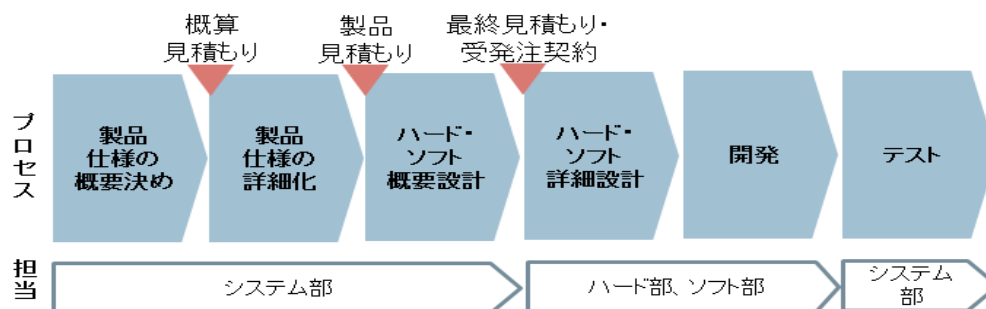 概算
見積もり
製品
見積もり
最終見積もり・
受発注契約
プロセス
製品
仕様の
概要決め
製品
仕様の
詳細化
ハード・
ソフト
概要設計
ハード・
ソフト
詳細設計
開発
テスト
担当
システム部
ハード部、ソフト部
システム
部